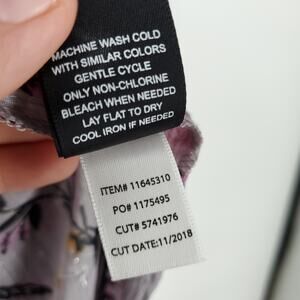 MACHINE WASH COLD
WITH SIMILAR COLORS
GENTLE CYCLE
ONLY NON-CHLORINE
BLEACH WHEN NEEDED
LAY FLAT TO DRY
COOL IRON IF NEEDED
ITEM# 11645310
PO# 1175495
CUT# 5741976
CUT DATE:11/2018